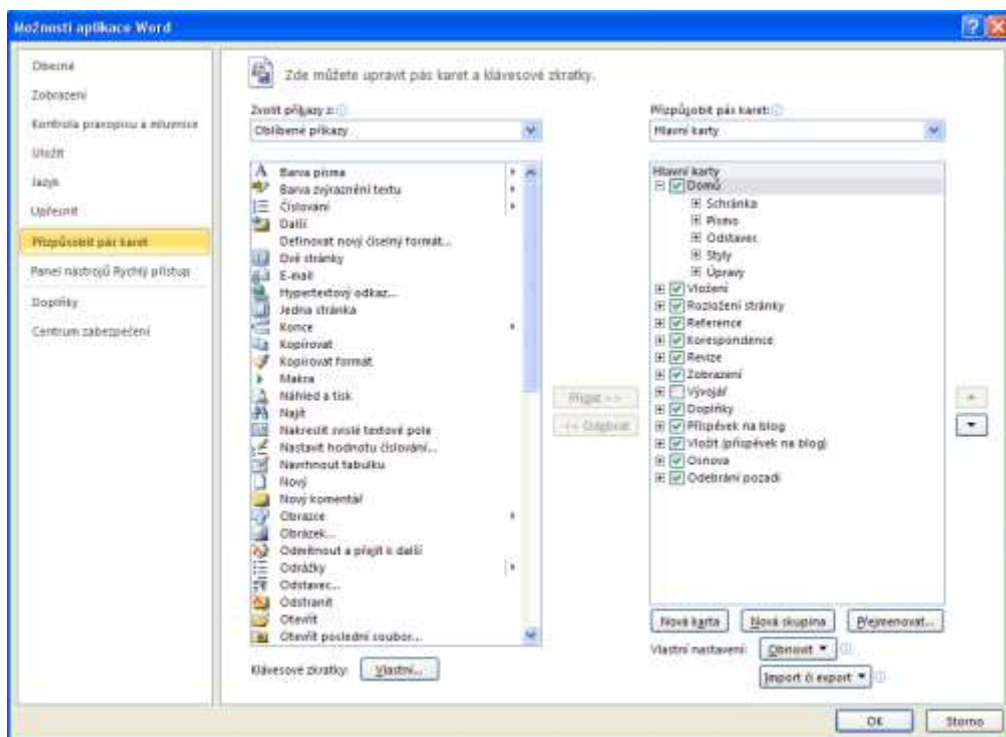 Možnosti aplikace Word
Obecné
Zobrazení
Kontrola pravopisu a mluvnice
Uložit
Jazyk
Upřesnit
Přizpůsobit pás karet
Panel nástrojů Rychlý přístup
Doplňky
Centrum zabezpečení
Zde můžete upravit pás karet a klávesové zkratky.
Zvolit příkazy z:
Oblíbené příkazy
Barva písma
Barva zvýraznění textu
Číslování
Další
Definovat nový číselný formát...
Dvě stránky
E-mail
Hypertextový odkaz...
Jedna stránka
Konce
Kopírovat
Kopírovat formát
Makra
Náhled a tisk
Najít
Nakreslit svislé textové pole
Nastavit hodnotu číslování...
Navrhnout tabulku
Nový
Nový komentář
Obrazce
Obrázek...
Odmítnout a přejít k další
Odrážky
Odstavec...
Odstranit
Otevřít
Otevřít poslední soubor...
Klávesové zkratky:
Vlastní...
Přidat >>
<< Odebrat
Přizpůsobit pás karet:
Hlavní karty
Hlavní karty
Domů
Schránka
Písmo
Odstavec
Styly
Úpravy
Vložení
Rozložení stránky
Reference
Korespondence
Revize
Zobrazení
Vývojář
Doplňky
Příspěvek na blog
Vložit (příspěvek na blog)
Osnova
Odebrání pozadí
Nová karta
Nová skupina
Přejmenovat...
Vlastní nastavení:
Obnovit
Import či export
OK
Storno